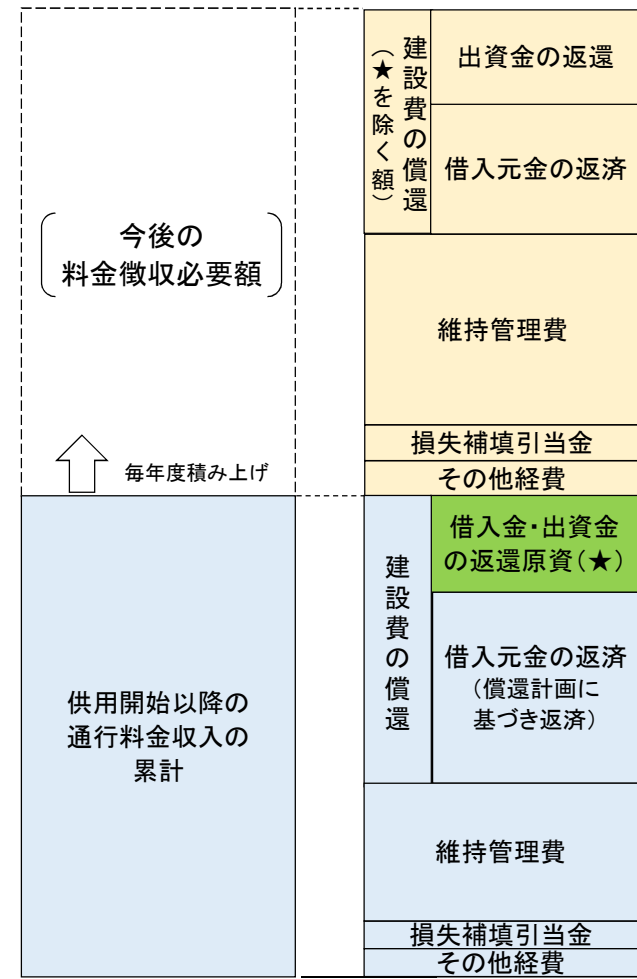 今後の
料金徴収必要額
毎年度積み上げ
供用開始以降の
通行料金収入の
累計
建設費の償還
（★を除く額）
出資金の返還
借入元金の返済
維持管理費
損失補填引当金
その他経費
建設費の償還
借入金・出資金
の返還原資（★）
借入元金の返済
（償還計画に
基づき返済）
維持管理費
損失補填引当金
その他経費